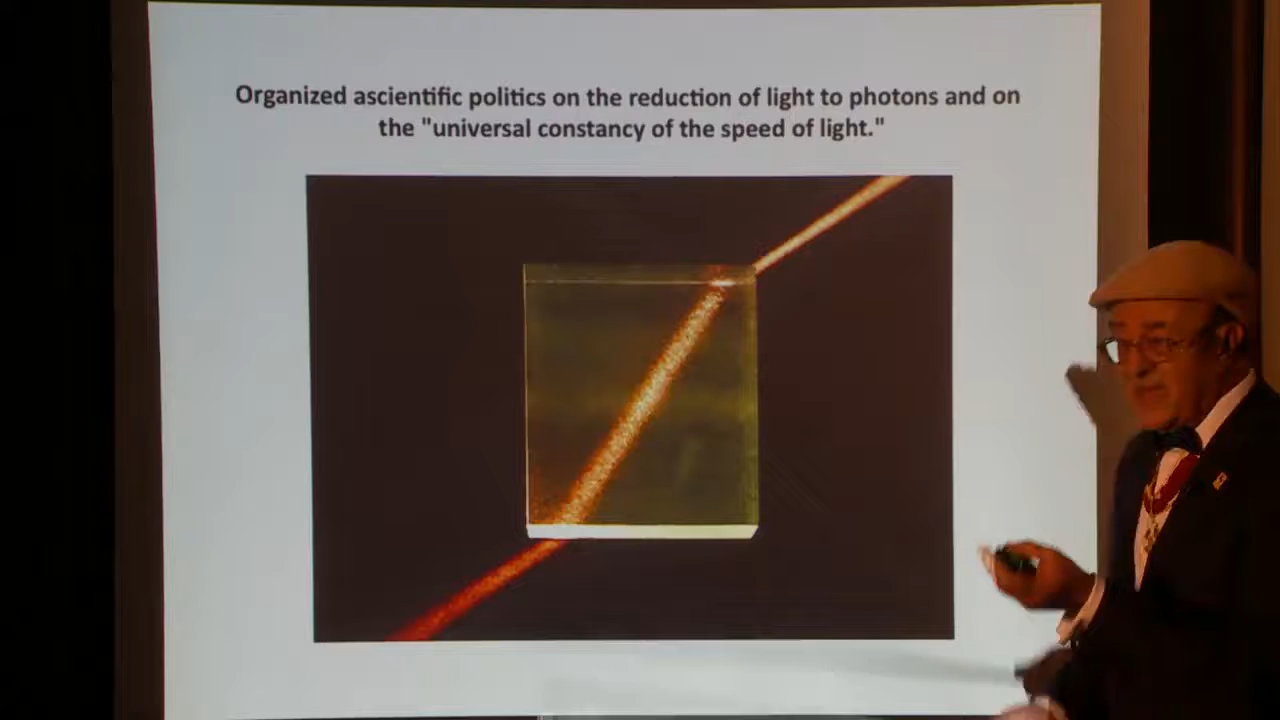 Organized ascientific politics on the reduction of light to photons and on
the "universal constancy of the speed of light."